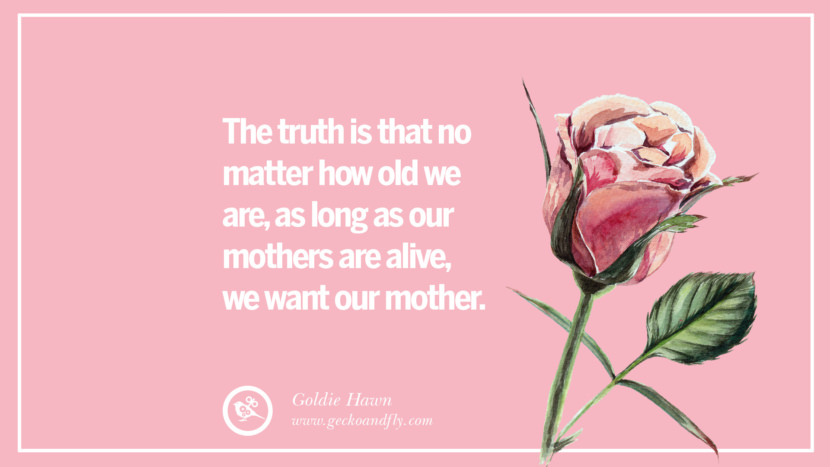 The truth is that no
matter how old we
are, as long as our
mothers are alive,
we want our mother.
Goldie Hawn
www.geckoandfly.com